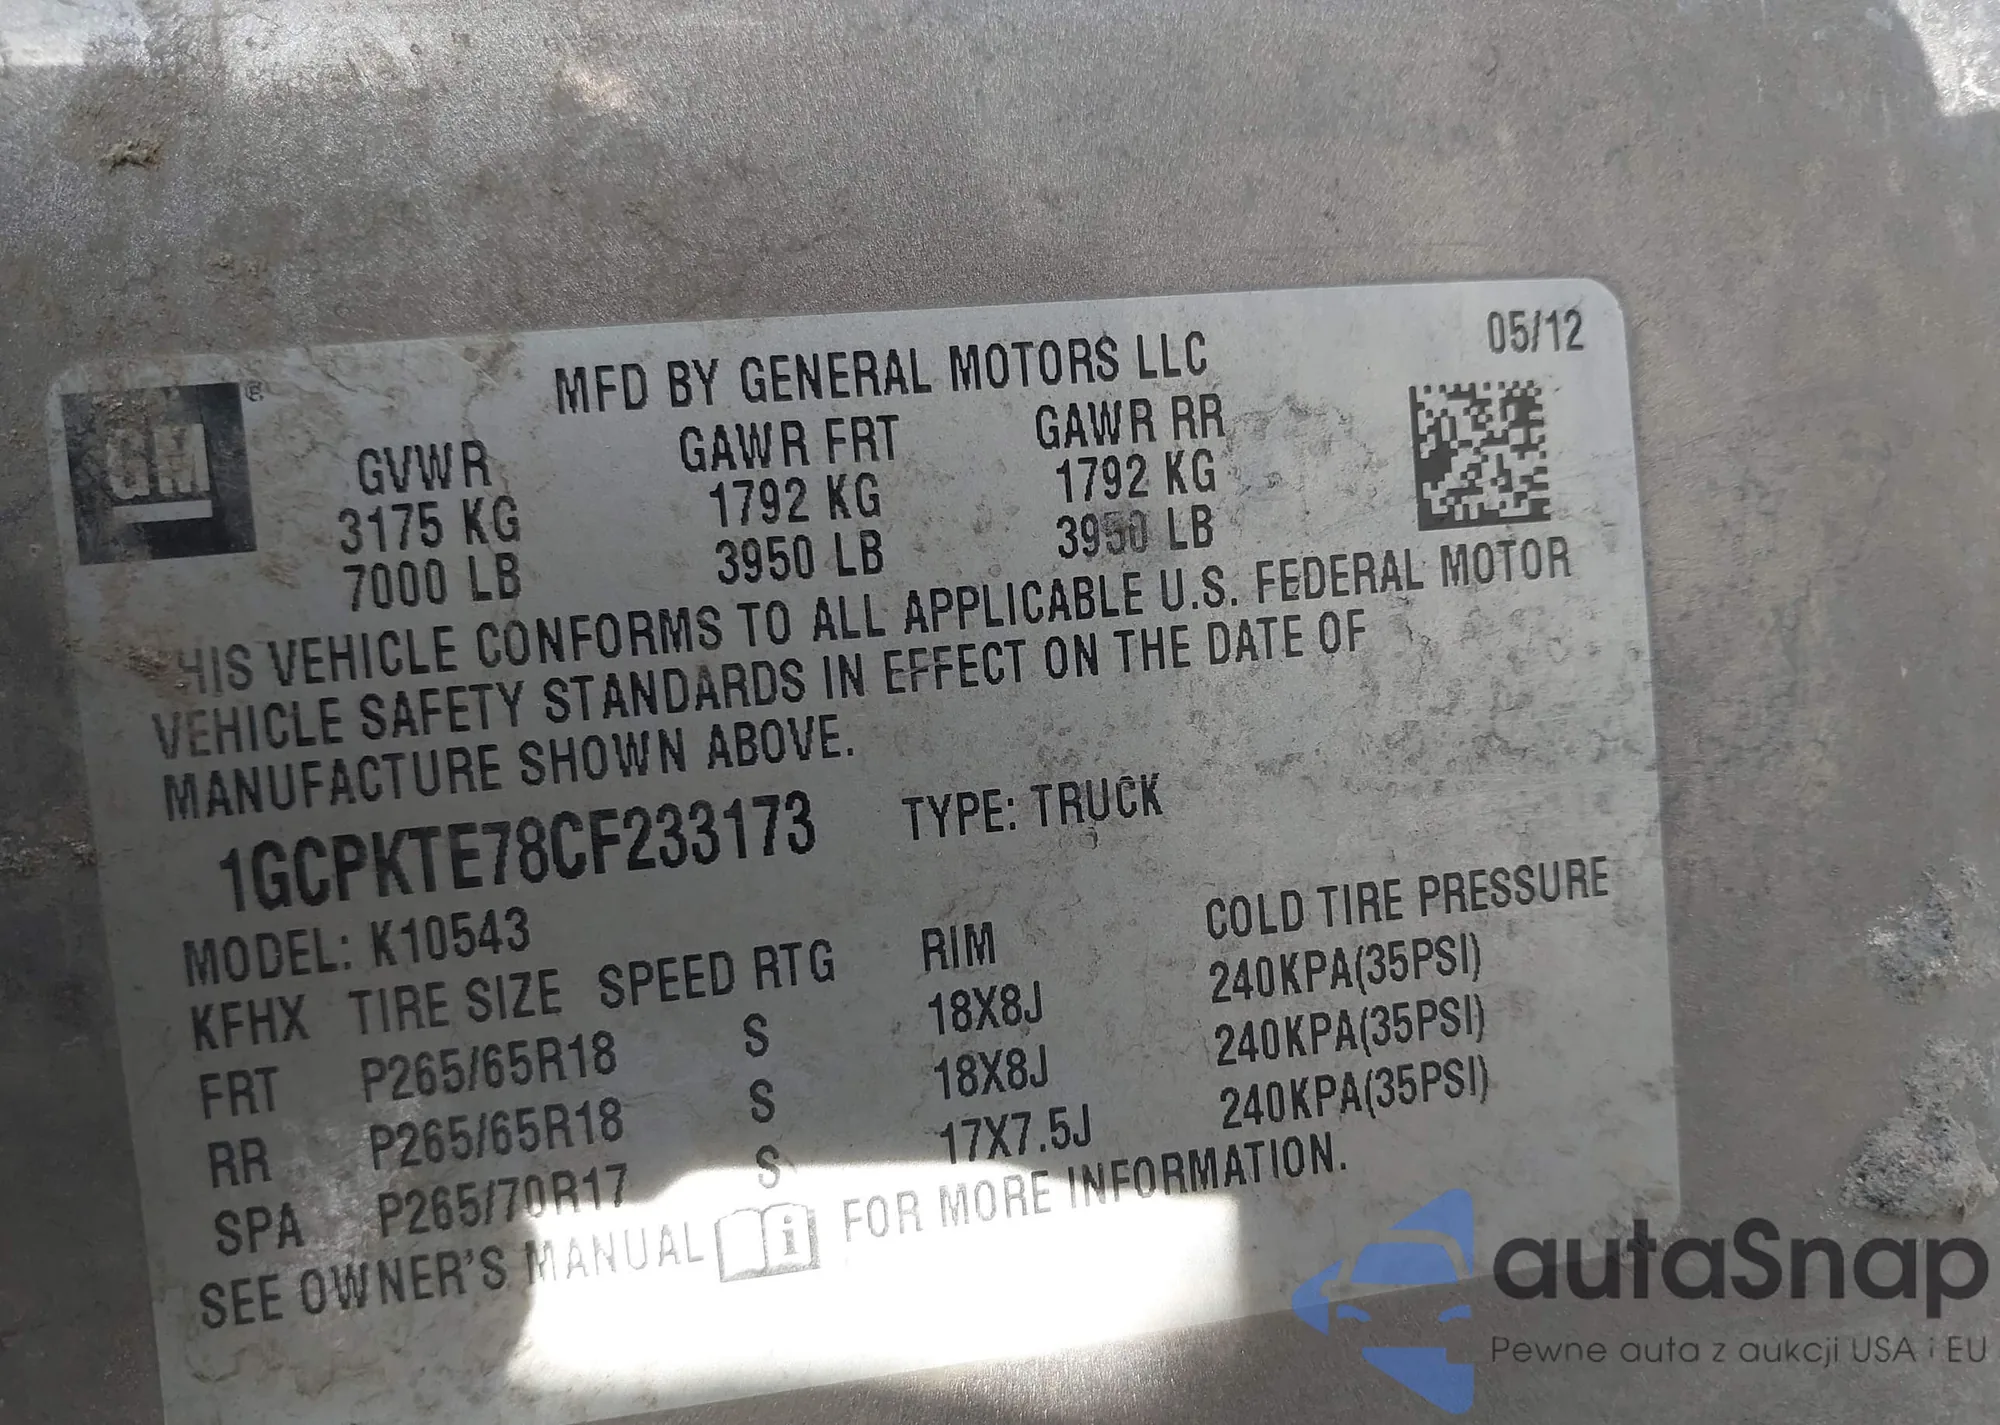 05/12
GM ®
MFD BY GENERAL MOTORS LLC
GVWR GAWR FRT GAWR RR
3175 KG 1792 KG 1792 KG
7000 LB 3950 LB 3950 LB
HIS VEHICLE CONFORMS TO ALL APPLICABLE U.S. FEDERAL MOTOR
VEHICLE SAFETY STANDARDS IN EFFECT ON THE DATE OF
MANUFACTURE SHOWN ABOVE.
1GCPKTE78CF233173 TYPE: TRUCK
MODEL: K10543
KFHX TIRE SIZE SPEED RTG RIM COLD TIRE PRESSURE
FRT P265/65R18 S 18X8J 240KPA(35PSI)
RR P265/65R18 S 18X8J 240KPA(35PSI)
SPA P265/70R17 S 17X7.5J 240KPA(35PSI)
SEE OWNER'S MANUAL i FOR MORE INFORMATION.
autaSnap
Pewne auta z aukcji USA i EU